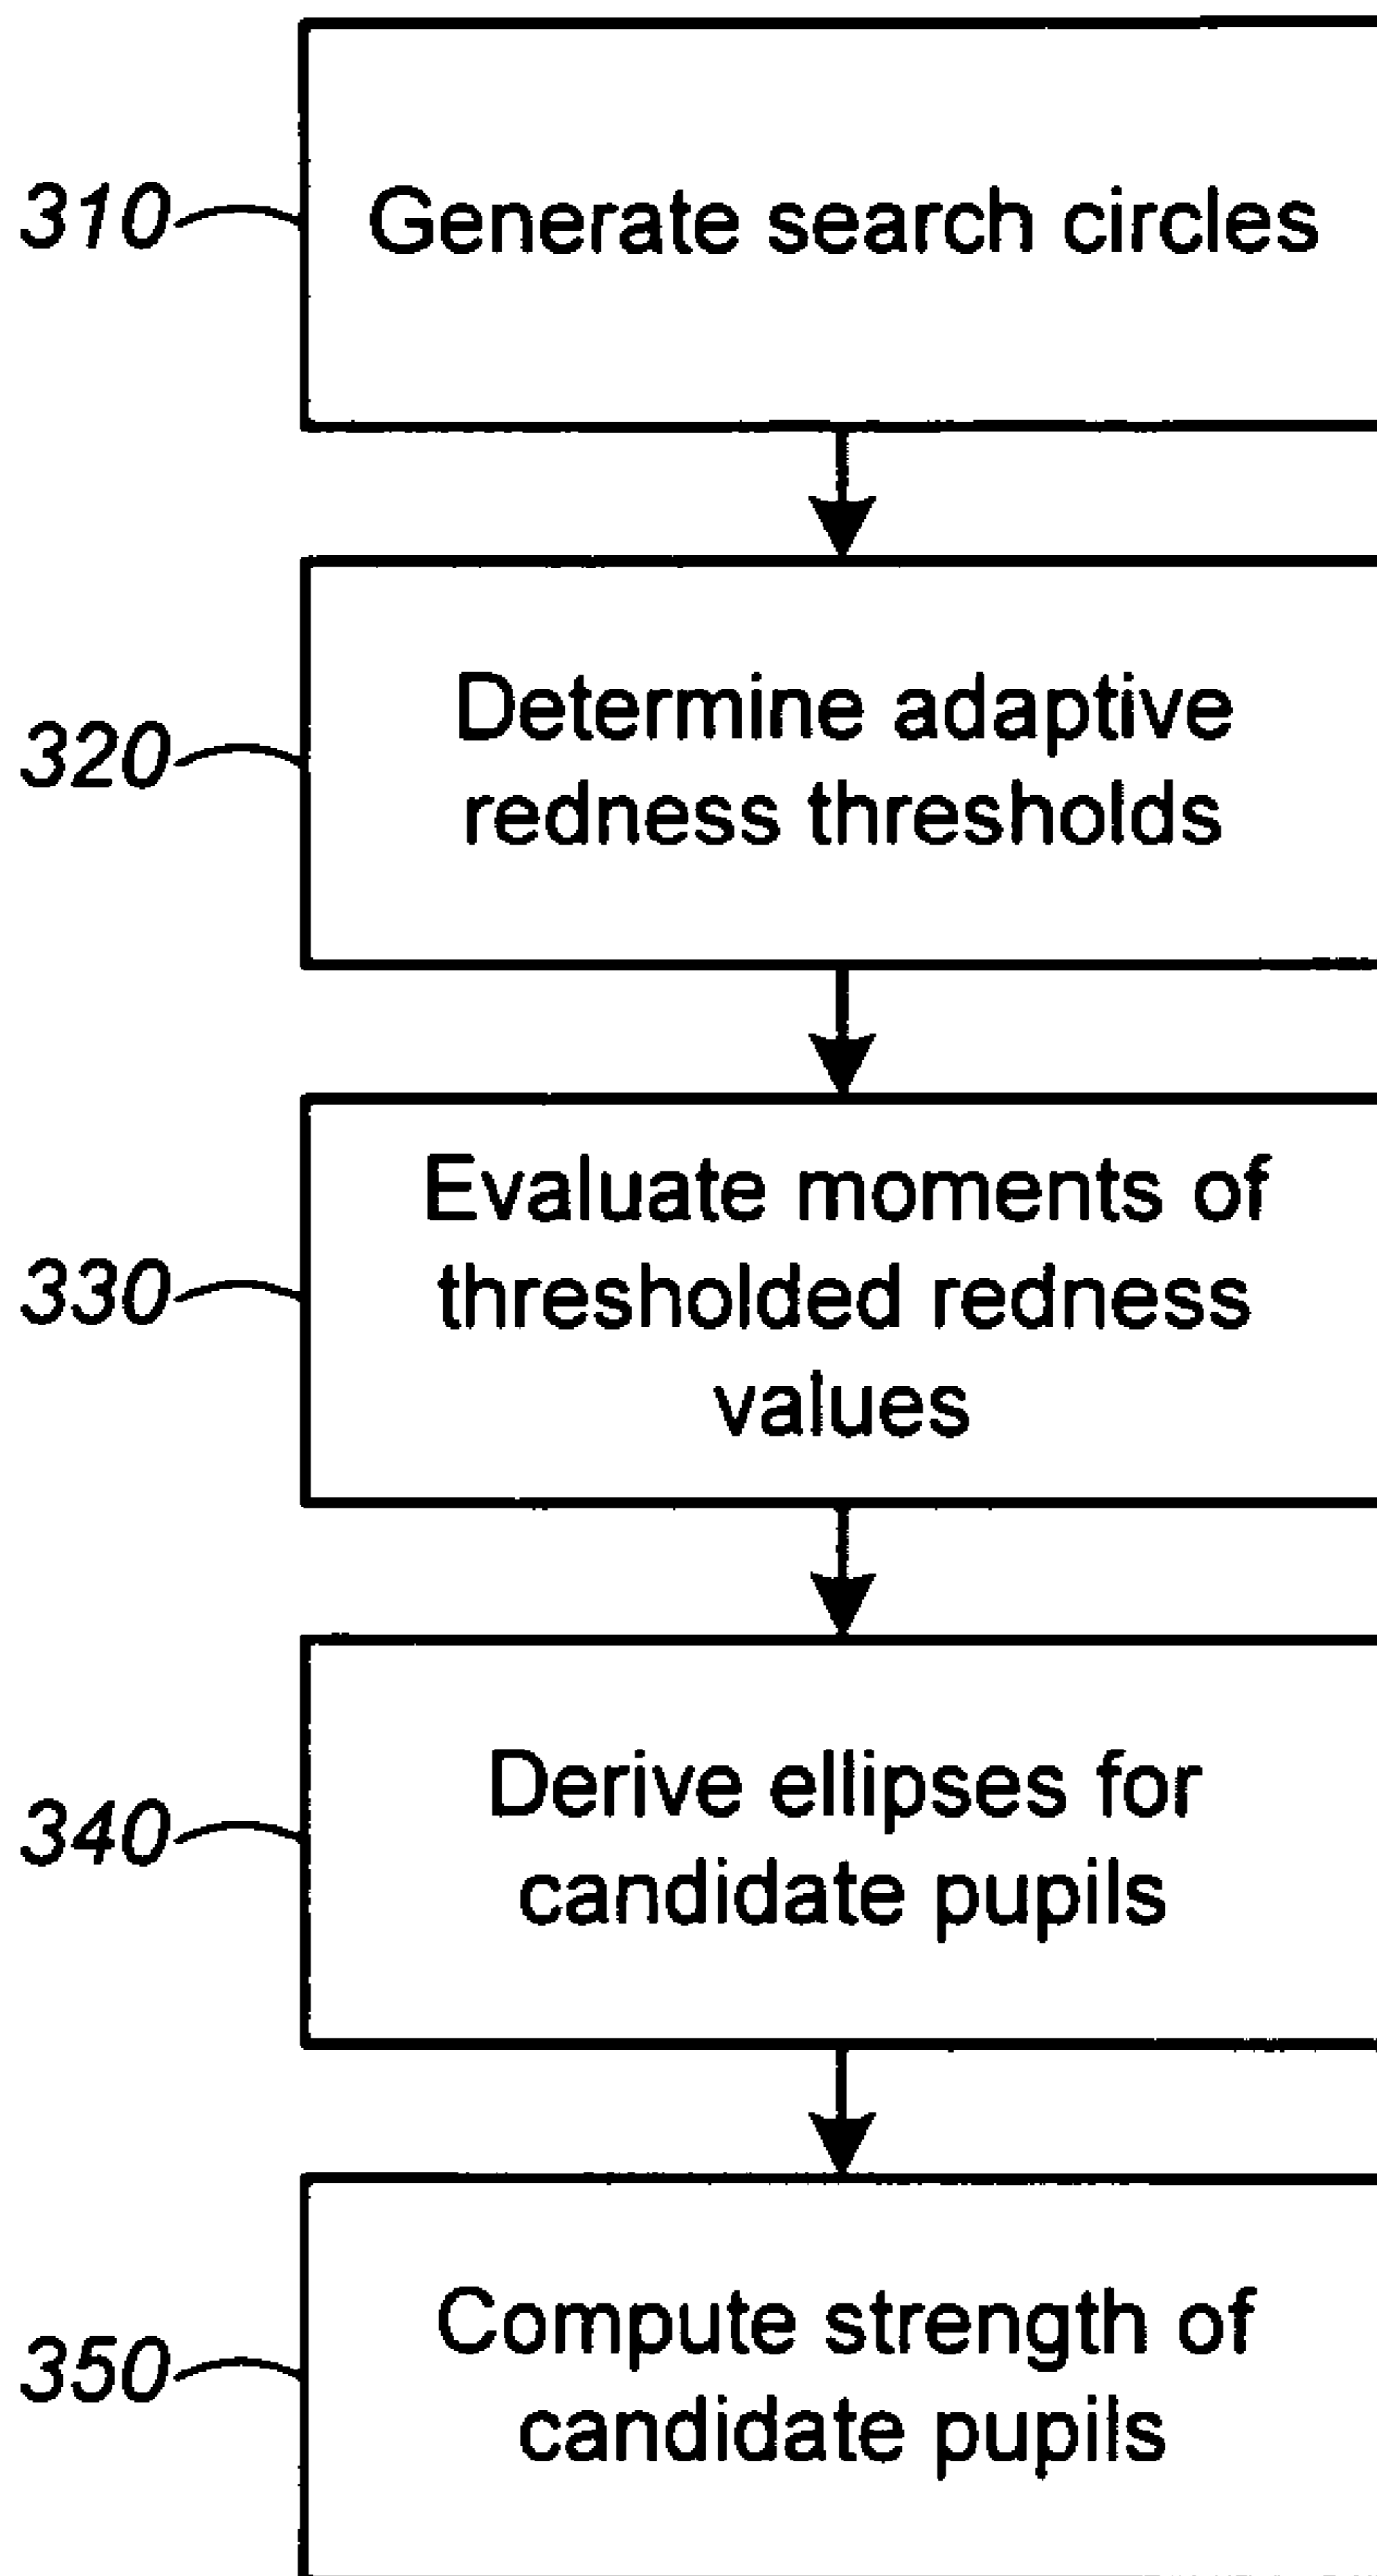 310
Generate search circles
320
Determine adaptive
redness thresholds
330
Evaluate moments of
thresholded redness
values
340
Derive ellipses for
candidate pupils
350
Compute strength of
candidate pupils